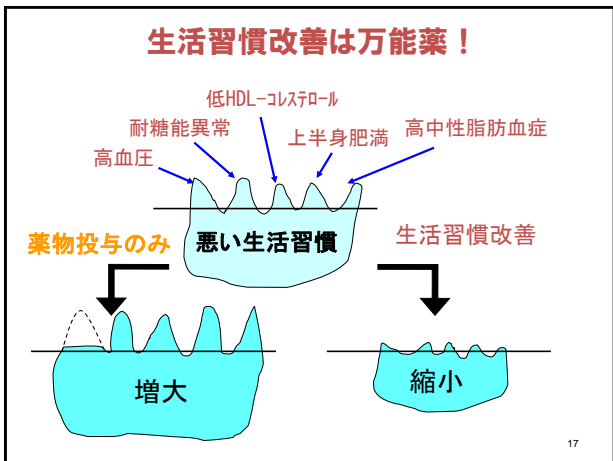 生活習慣改善は万能薬！
低HDL-ｺﾚｽﾃﾛｰﾙ
耐糖能異常
上半身肥満
高中性脂肪血症
高血圧
薬物投与のみ
悪い生活習慣
生活習慣改善
増大
縮小
17